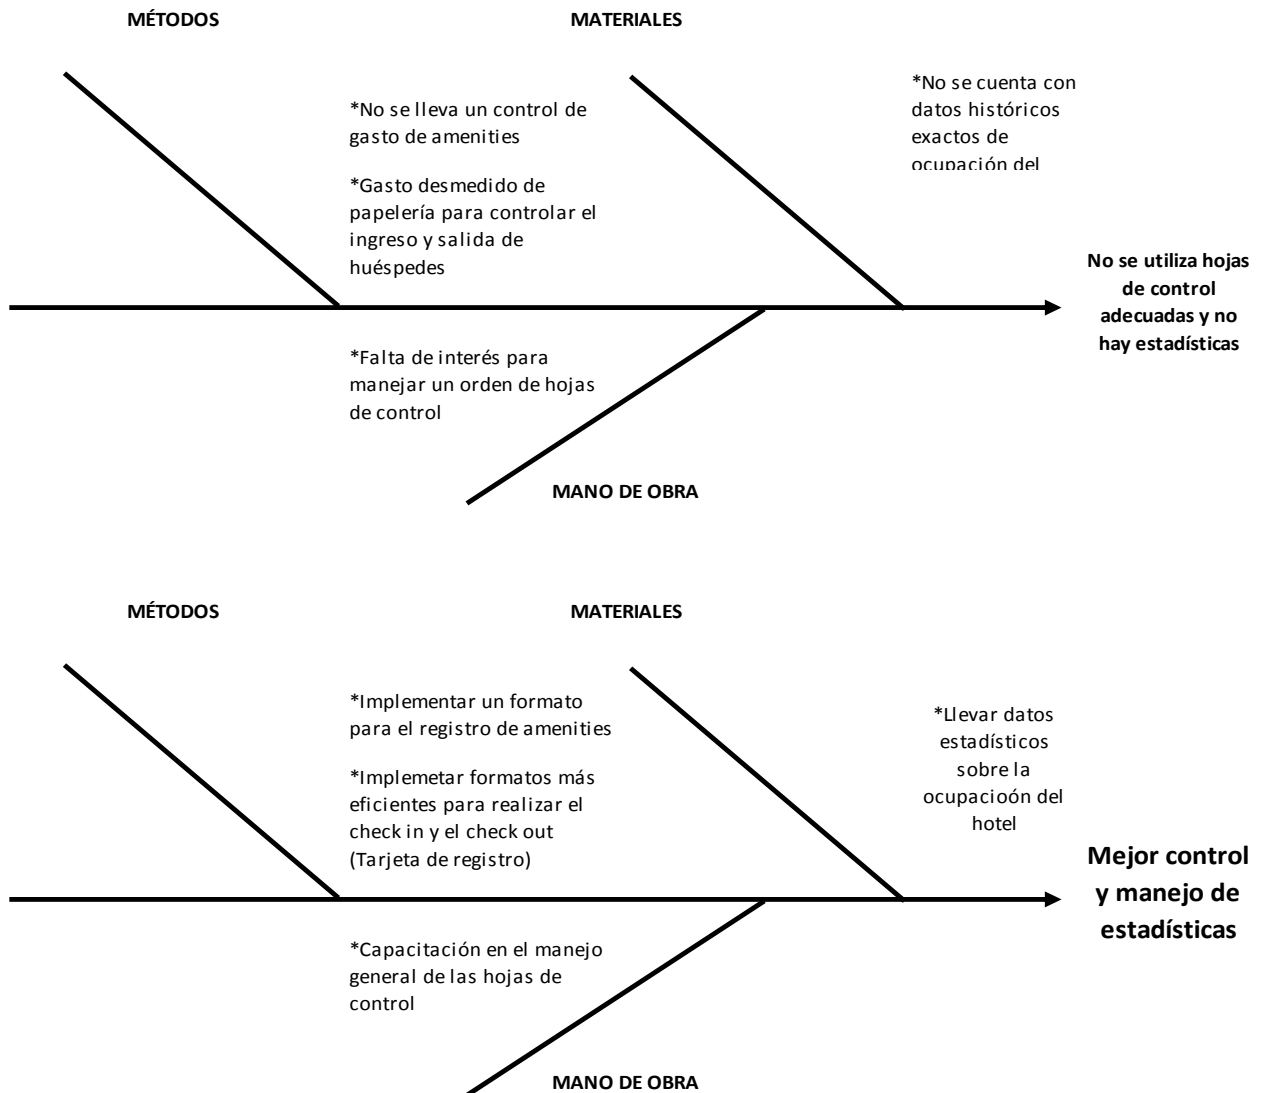 MÉTODOS
MATERIALES
*No se lleva un control de
gasto de amenities
*Gasto desmedido de
papelería para controlar el
ingreso y salida de
huéspedes
*No se cuenta con
datos históricos
exactos de
ocupación del
No se utiliza hojas
de control
adecuadas y no
hay estadísticas
*Falta de interés para
manejar un orden de hojas
de control
MANO DE OBRA
MÉTODOS
MATERIALES
*Implementar un formato
para el registro de amenities
*Implemetar formatos más
eficientes para realizar el
check in y el check out
(Tarjeta de registro)
*Llevar datos
estadísticos
sobre la
ocupacioón del
hotel
Mejor control
y manejo de
estadísticas
*Capacitación en el manejo
general de las hojas de
control
MANO DE OBRA